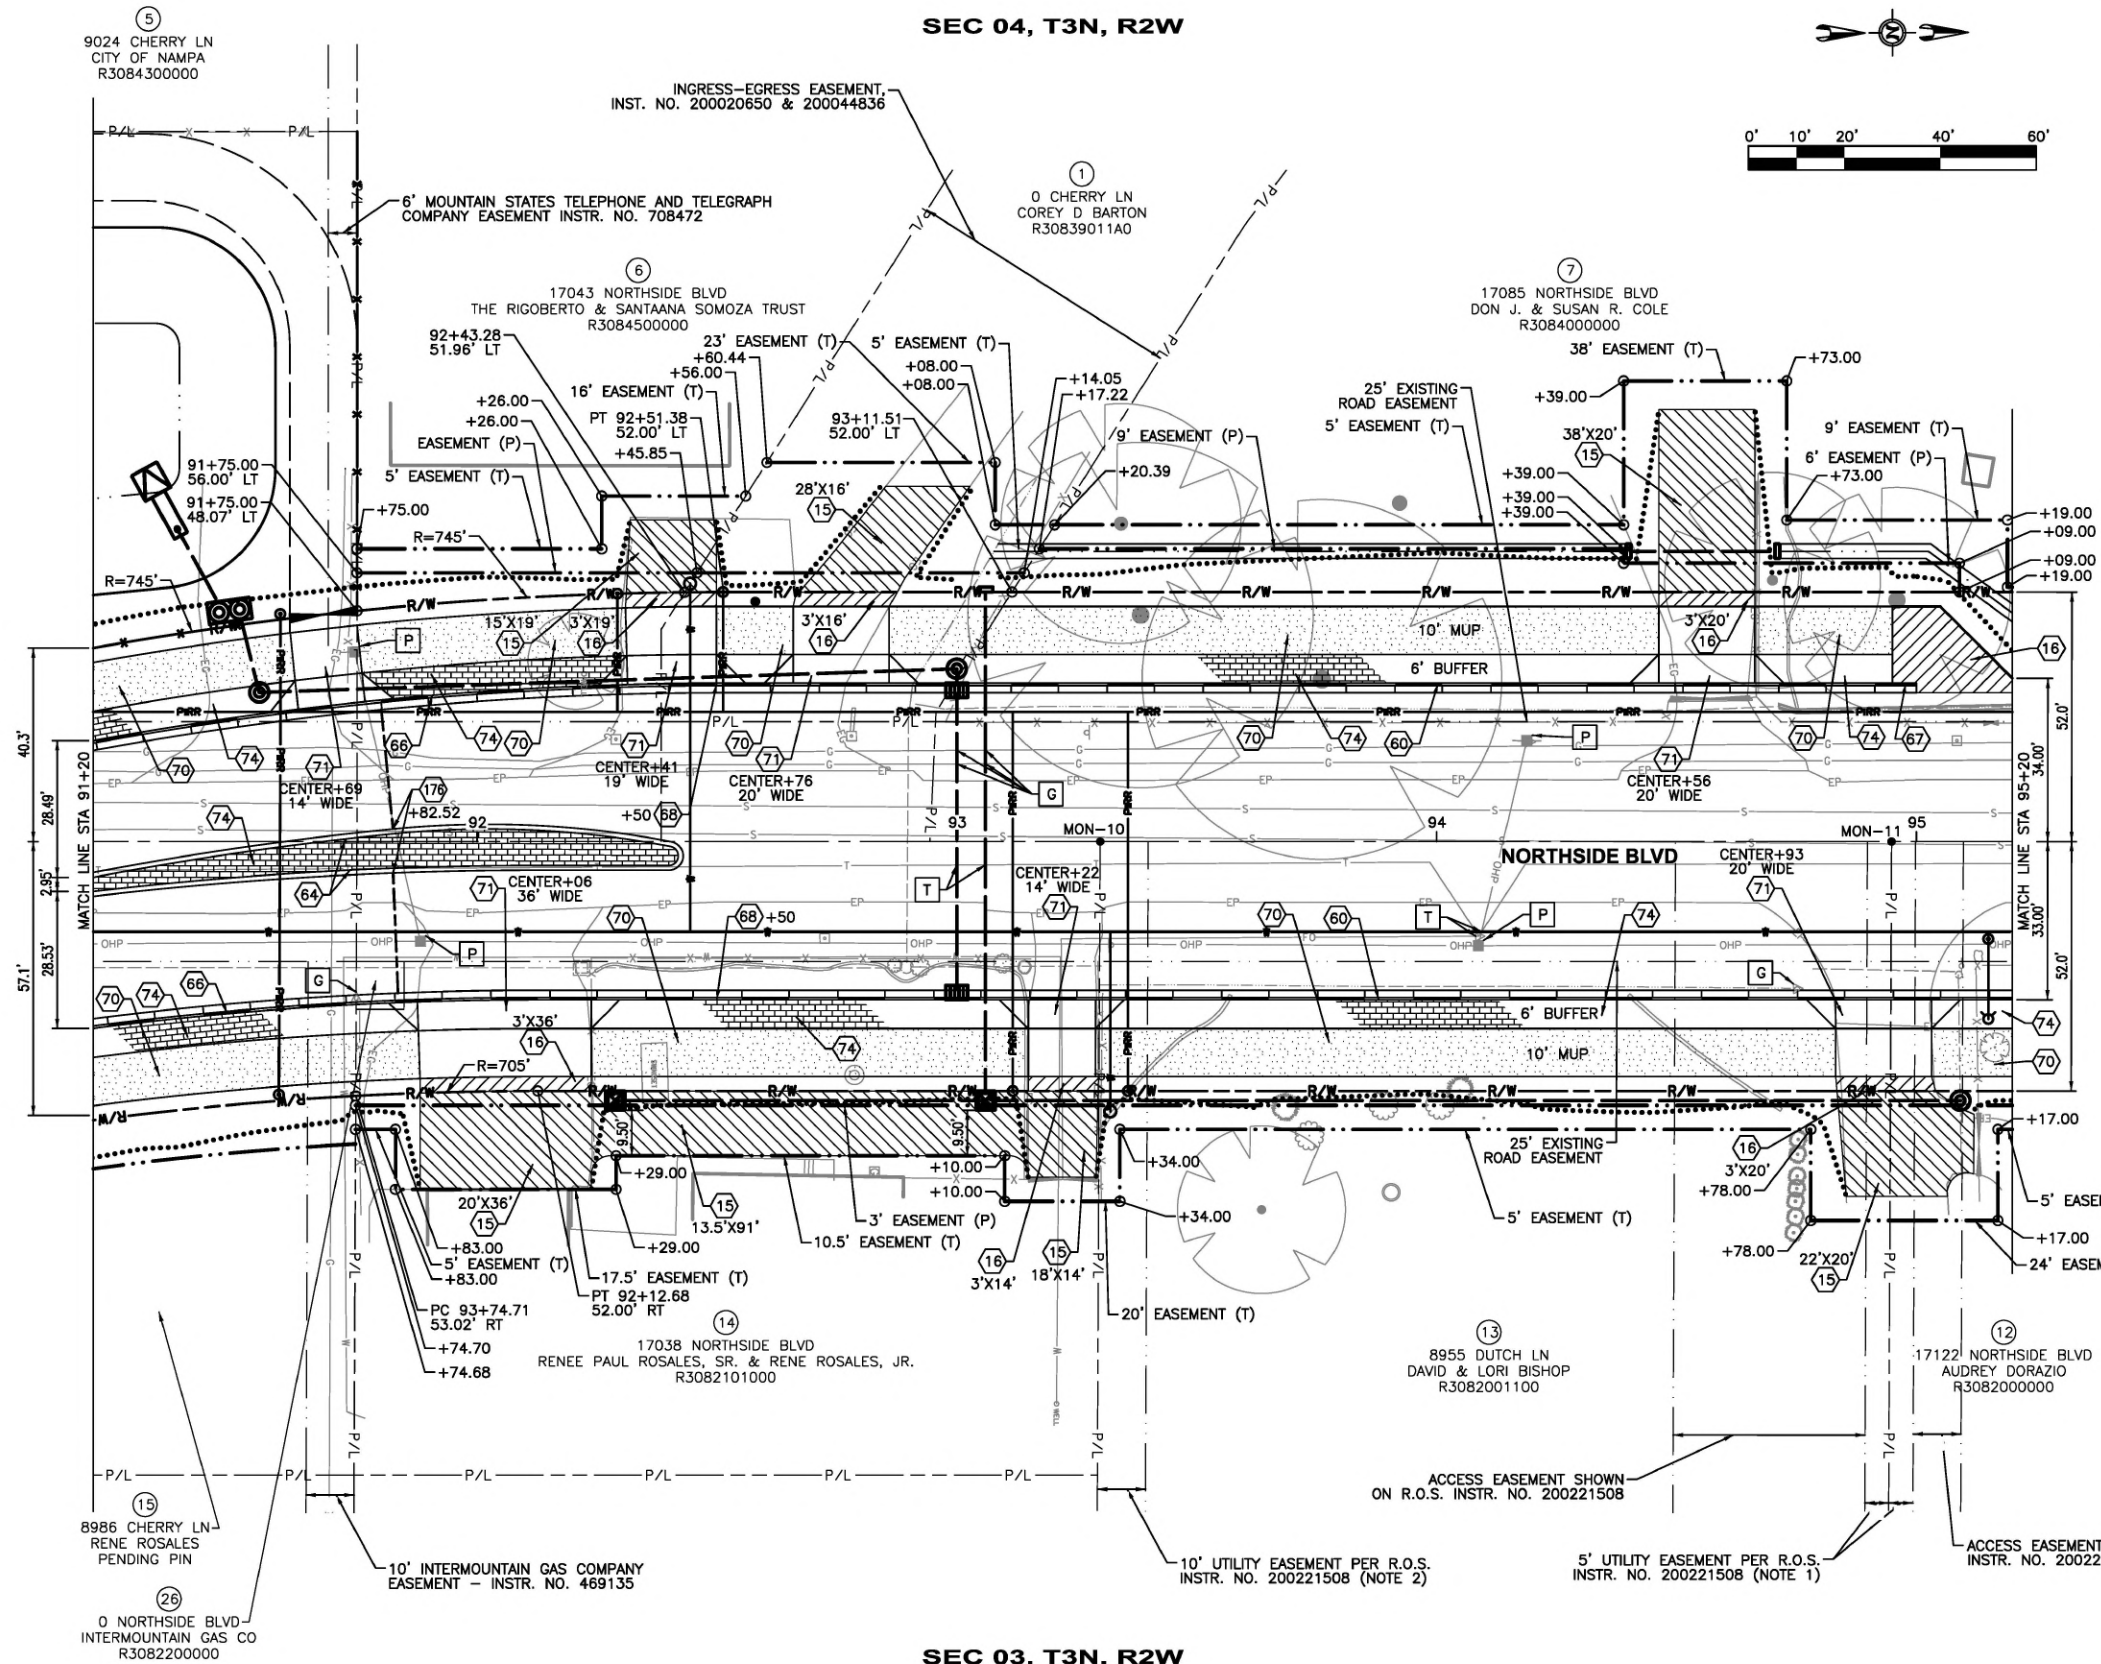 SEC 04, T3N, R2W
5
9024 CHERRY LN
CITY OF NAMPA
R3084300000
INGRESS-EGRESS EASEMENT,
INST. NO. 200020650 & 200044836
0' 10' 20' 40' 60'
1
0 CHERRY LN
COREY D BARTON
R30839011A0
6' MOUNTAIN STATES TELEPHONE AND TELEGRAPH
COMPANY EASEMENT INSTR. NO. 708472
6
17043 NORTHSIDE BLVD
THE RIGOBERTO & SANTAANA SOMOZA TRUST
R3084500000
7
17085 NORTHSIDE BLVD
DON J. & SUSAN R. COLE
R3084000000
92+43.28
51.96' LT
23' EASEMENT (T)
+60.44
+56.00
5' EASEMENT (T)
+08.00
+08.00
+14.05
+17.22
38' EASEMENT (T)
+73.00
+39.00
16' EASEMENT (T)
+26.00
+26.00
PT 92+51.38
52.00' LT
+45.85
93+11.51
52.00' LT
25' EXISTING
ROAD EASEMENT
5' EASEMENT (T)
9' EASEMENT (P)
+20.39
38'X20'
15
9' EASEMENT (T)
6' EASEMENT (P)
+73.00
EASEMENT (P)
5' EASEMENT (T)
91+75.00
56.00' LT
91+75.00
48.07' LT
+75.00
28'X16'
15
+39.00
+39.00
+19.00
+09.00
+09.00
+19.00
R=745'
R=745'
R/W R/W R/W R/W R/W R/W R/W R/W R/W R/W
15'X19'
15
3'X19'
16
3'X16'
16
3'X20'
16
10' MUP
6' BUFFER
16
P
40.3'
28.49'
2.95'
28.53'
57.1'
MATCH LINE STA 91+20
70 74 71 66 74 70 71 70 71 70 74 60 71 70 74 67
CENTER+69
14' WIDE
176
+82.52
CENTER+41
19' WIDE
CENTER+76
20' WIDE
P
CENTER+56
20' WIDE
G
+50 68
74
64
92 93 94 95
MON-10
MON-11
NORTHSIDE BLVD
52.0'
34.00'
MATCH LINE STA 95+20
33.00'
52.0'
71
CENTER+06
36' WIDE
T
CENTER+22
14' WIDE
71
CENTER+93
20' WIDE
71
70
68 +50
70 60
T P
74
P
G
G
70 74 66
3'X36'
16
74
6' BUFFER
10' MUP
74
70
R=705'
R/W R/W R/W R/W R/W R/W R/W R/W R/W R/W
9.50'
9.50'
20'X36'
15
+29.00
15
13.5'X91'
+10.00
+10.00
+34.00
+34.00
25' EXISTING
ROAD EASEMENT
16
3'X20'
+78.00
+17.00
3' EASEMENT (P)
10.5' EASEMENT (T)
+83.00
5' EASEMENT (T)
+83.00
+29.00
17.5' EASEMENT (T)
PT 92+12.68
52.00' RT
16
3'X14'
15
18'X14'
20' EASEMENT (T)
5' EASEMENT (T)
+78.00
22'X20'
15
+17.00
PC 93+74.71
53.02' RT
+74.70
+74.68
14
17038 NORTHSIDE BLVD
RENEE PAUL ROSALES, SR. & RENE ROSALES, JR.
R3082101000
13
8955 DUTCH LN
DAVID & LORI BISHOP
R3082001100
12
17122 NORTHSIDE BLVD
AUDREY DORAZIO
R3082000000
P/L P/L P/L P/L P/L P/L
ACCESS EASEMENT SHOWN
ON R.O.S. INSTR. NO. 200221508
15
8986 CHERRY LN
RENE ROSALES
PENDING PIN
10' INTERMOUNTAIN GAS COMPANY
EASEMENT - INSTR. NO. 469135
10' UTILITY EASEMENT PER R.O.S.
INSTR. NO. 200221508 (NOTE 2)
5' UTILITY EASEMENT PER R.O.S.
INSTR. NO. 200221508 (NOTE 1)
ACCESS EASEMENT
INSTR. NO. 20022
26
0 NORTHSIDE BLVD
INTERMOUNTAIN GAS CO
R3082200000
SEC 03, T3N, R2W